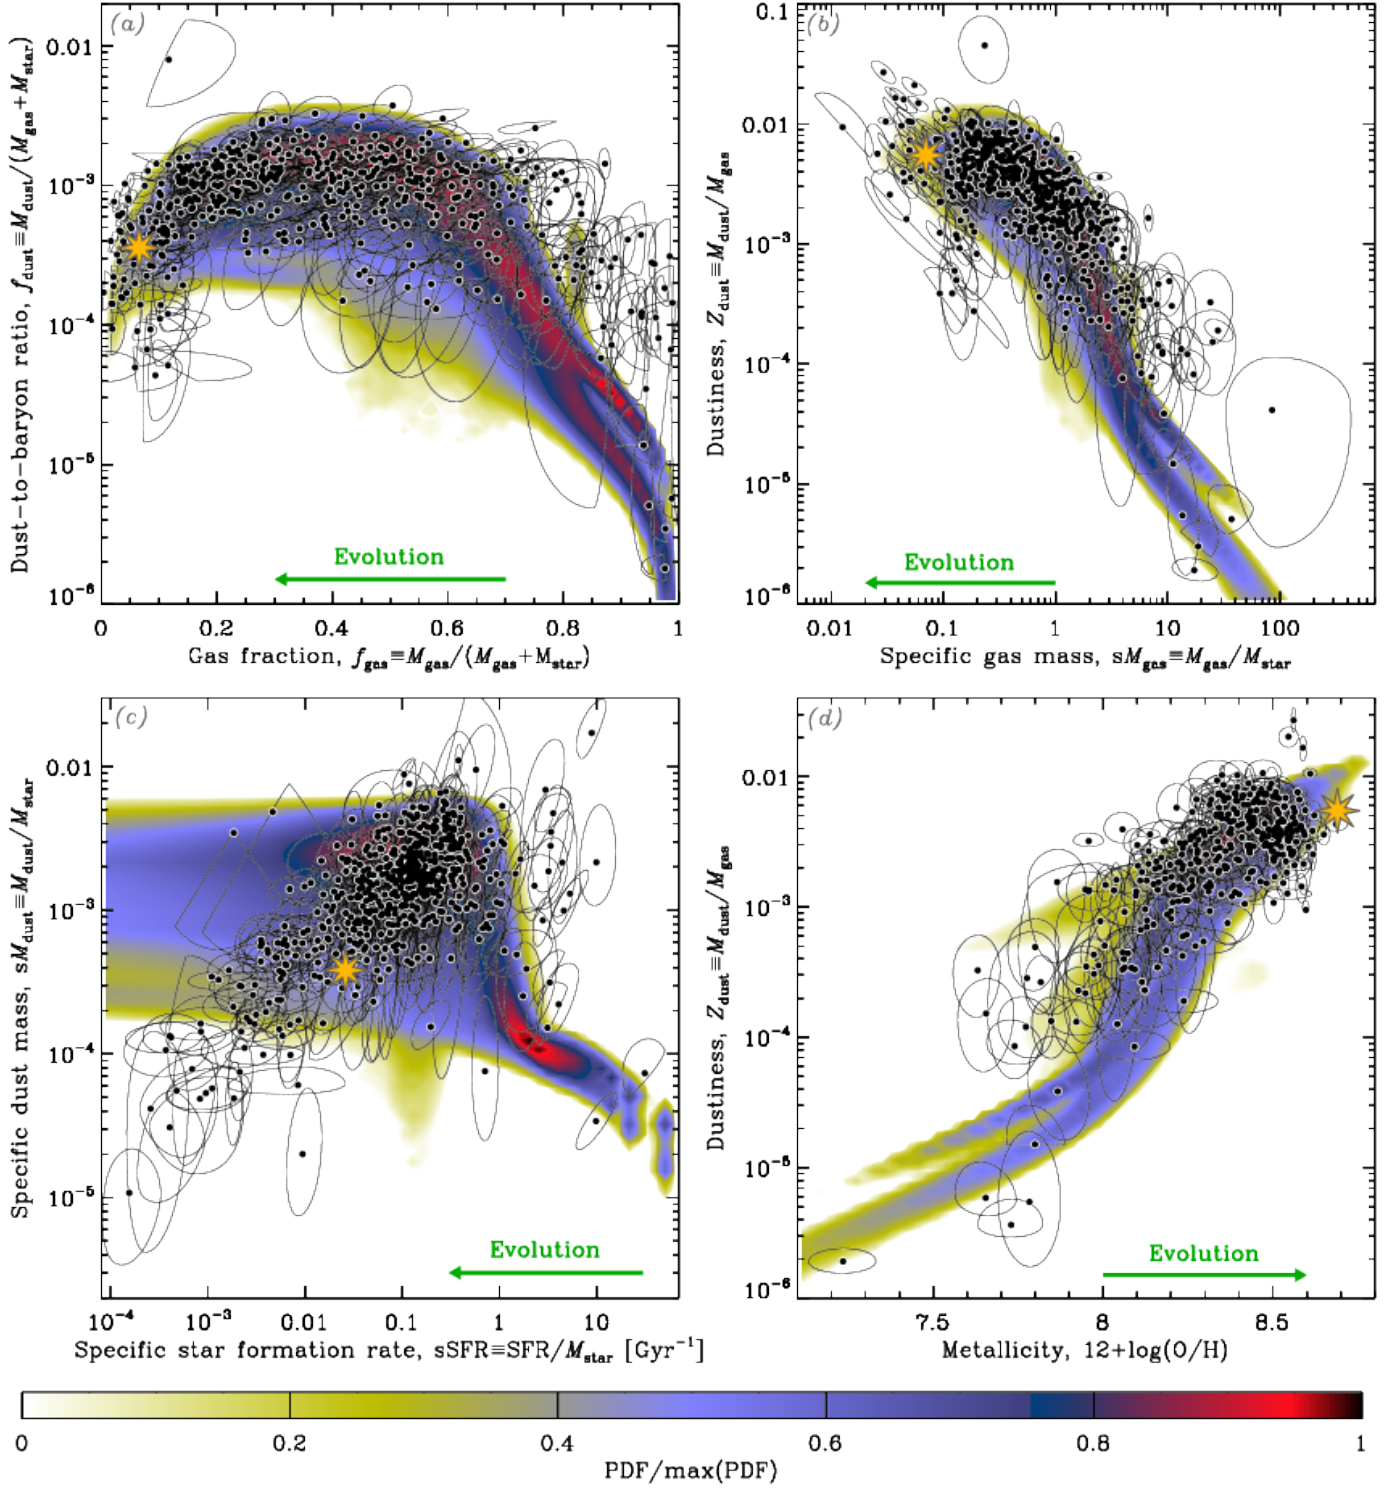 (a)
Dust-to-baryon ratio, f_dust≡M_dust/(M_gas+M_star)
0.01
10⁻³
10⁻⁴
10⁻⁵
10⁻⁶
Evolution
0 0.2 0.4 0.6 0.8 1
Gas fraction, f_gas≡M_gas/(M_gas+M_star)
(b)
Dustiness, Z_dust≡M_dust/M_gas
0.1
0.01
10⁻³
10⁻⁴
10⁻⁵
10⁻⁶
Evolution
0.01 0.1 1 10 100
Specific gas mass, sM_gas≡M_gas/M_star
(c)
Specific dust mass, sM_dust≡M_dust/M_star
0.01
10⁻³
10⁻⁴
10⁻⁵
Evolution
10⁻⁴ 10⁻³ 0.01 0.1 1 10
Specific star formation rate, sSFR≡SFR/M_star [Gyr⁻¹]
(d)
Dustiness, Z_dust≡M_dust/M_gas
0.01
10⁻³
10⁻⁴
10⁻⁵
10⁻⁶
Evolution
7.5 8 8.5
Metallicity, 12+log(O/H)
0 0.2 0.4 0.6 0.8 1
PDF/max(PDF)